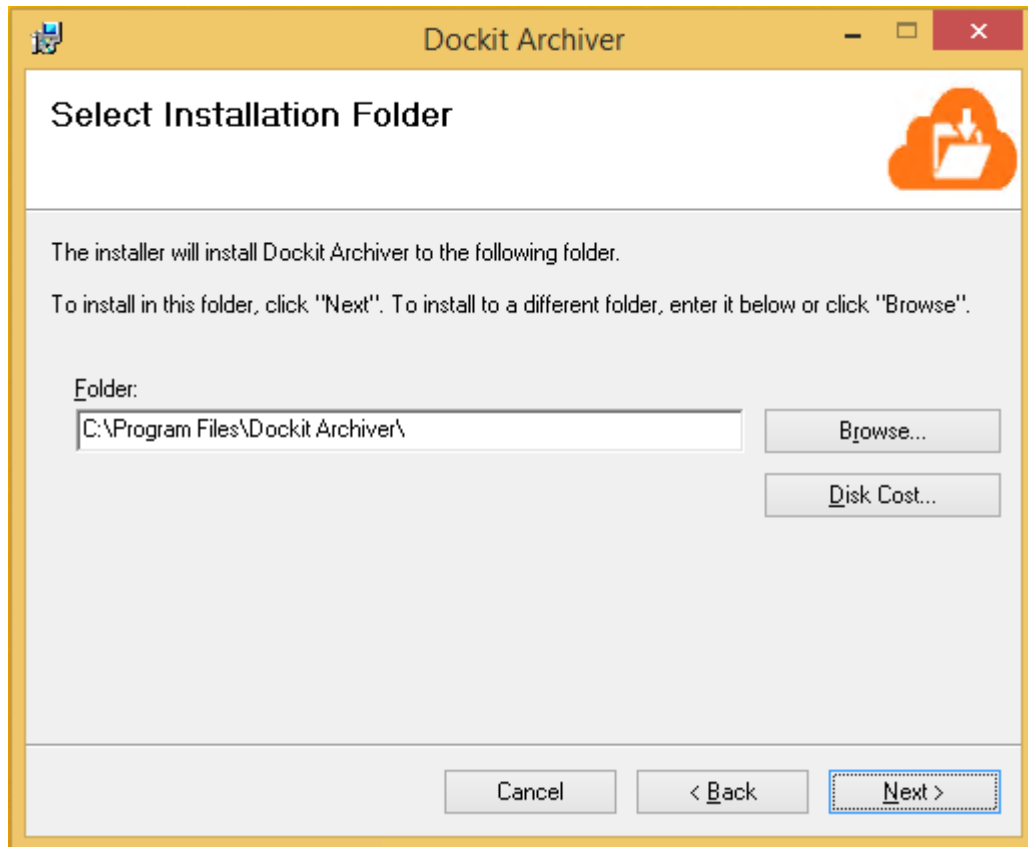 Dockit Archiver
Select Installation Folder
The installer will install Dockit Archiver to the following folder.
To install in this folder, click "Next". To install to a different folder, enter it below or click "Browse".
Folder:
C:\Program Files\Dockit Archiver\
Browse...
Disk Cost...
Cancel
< Back
Next >